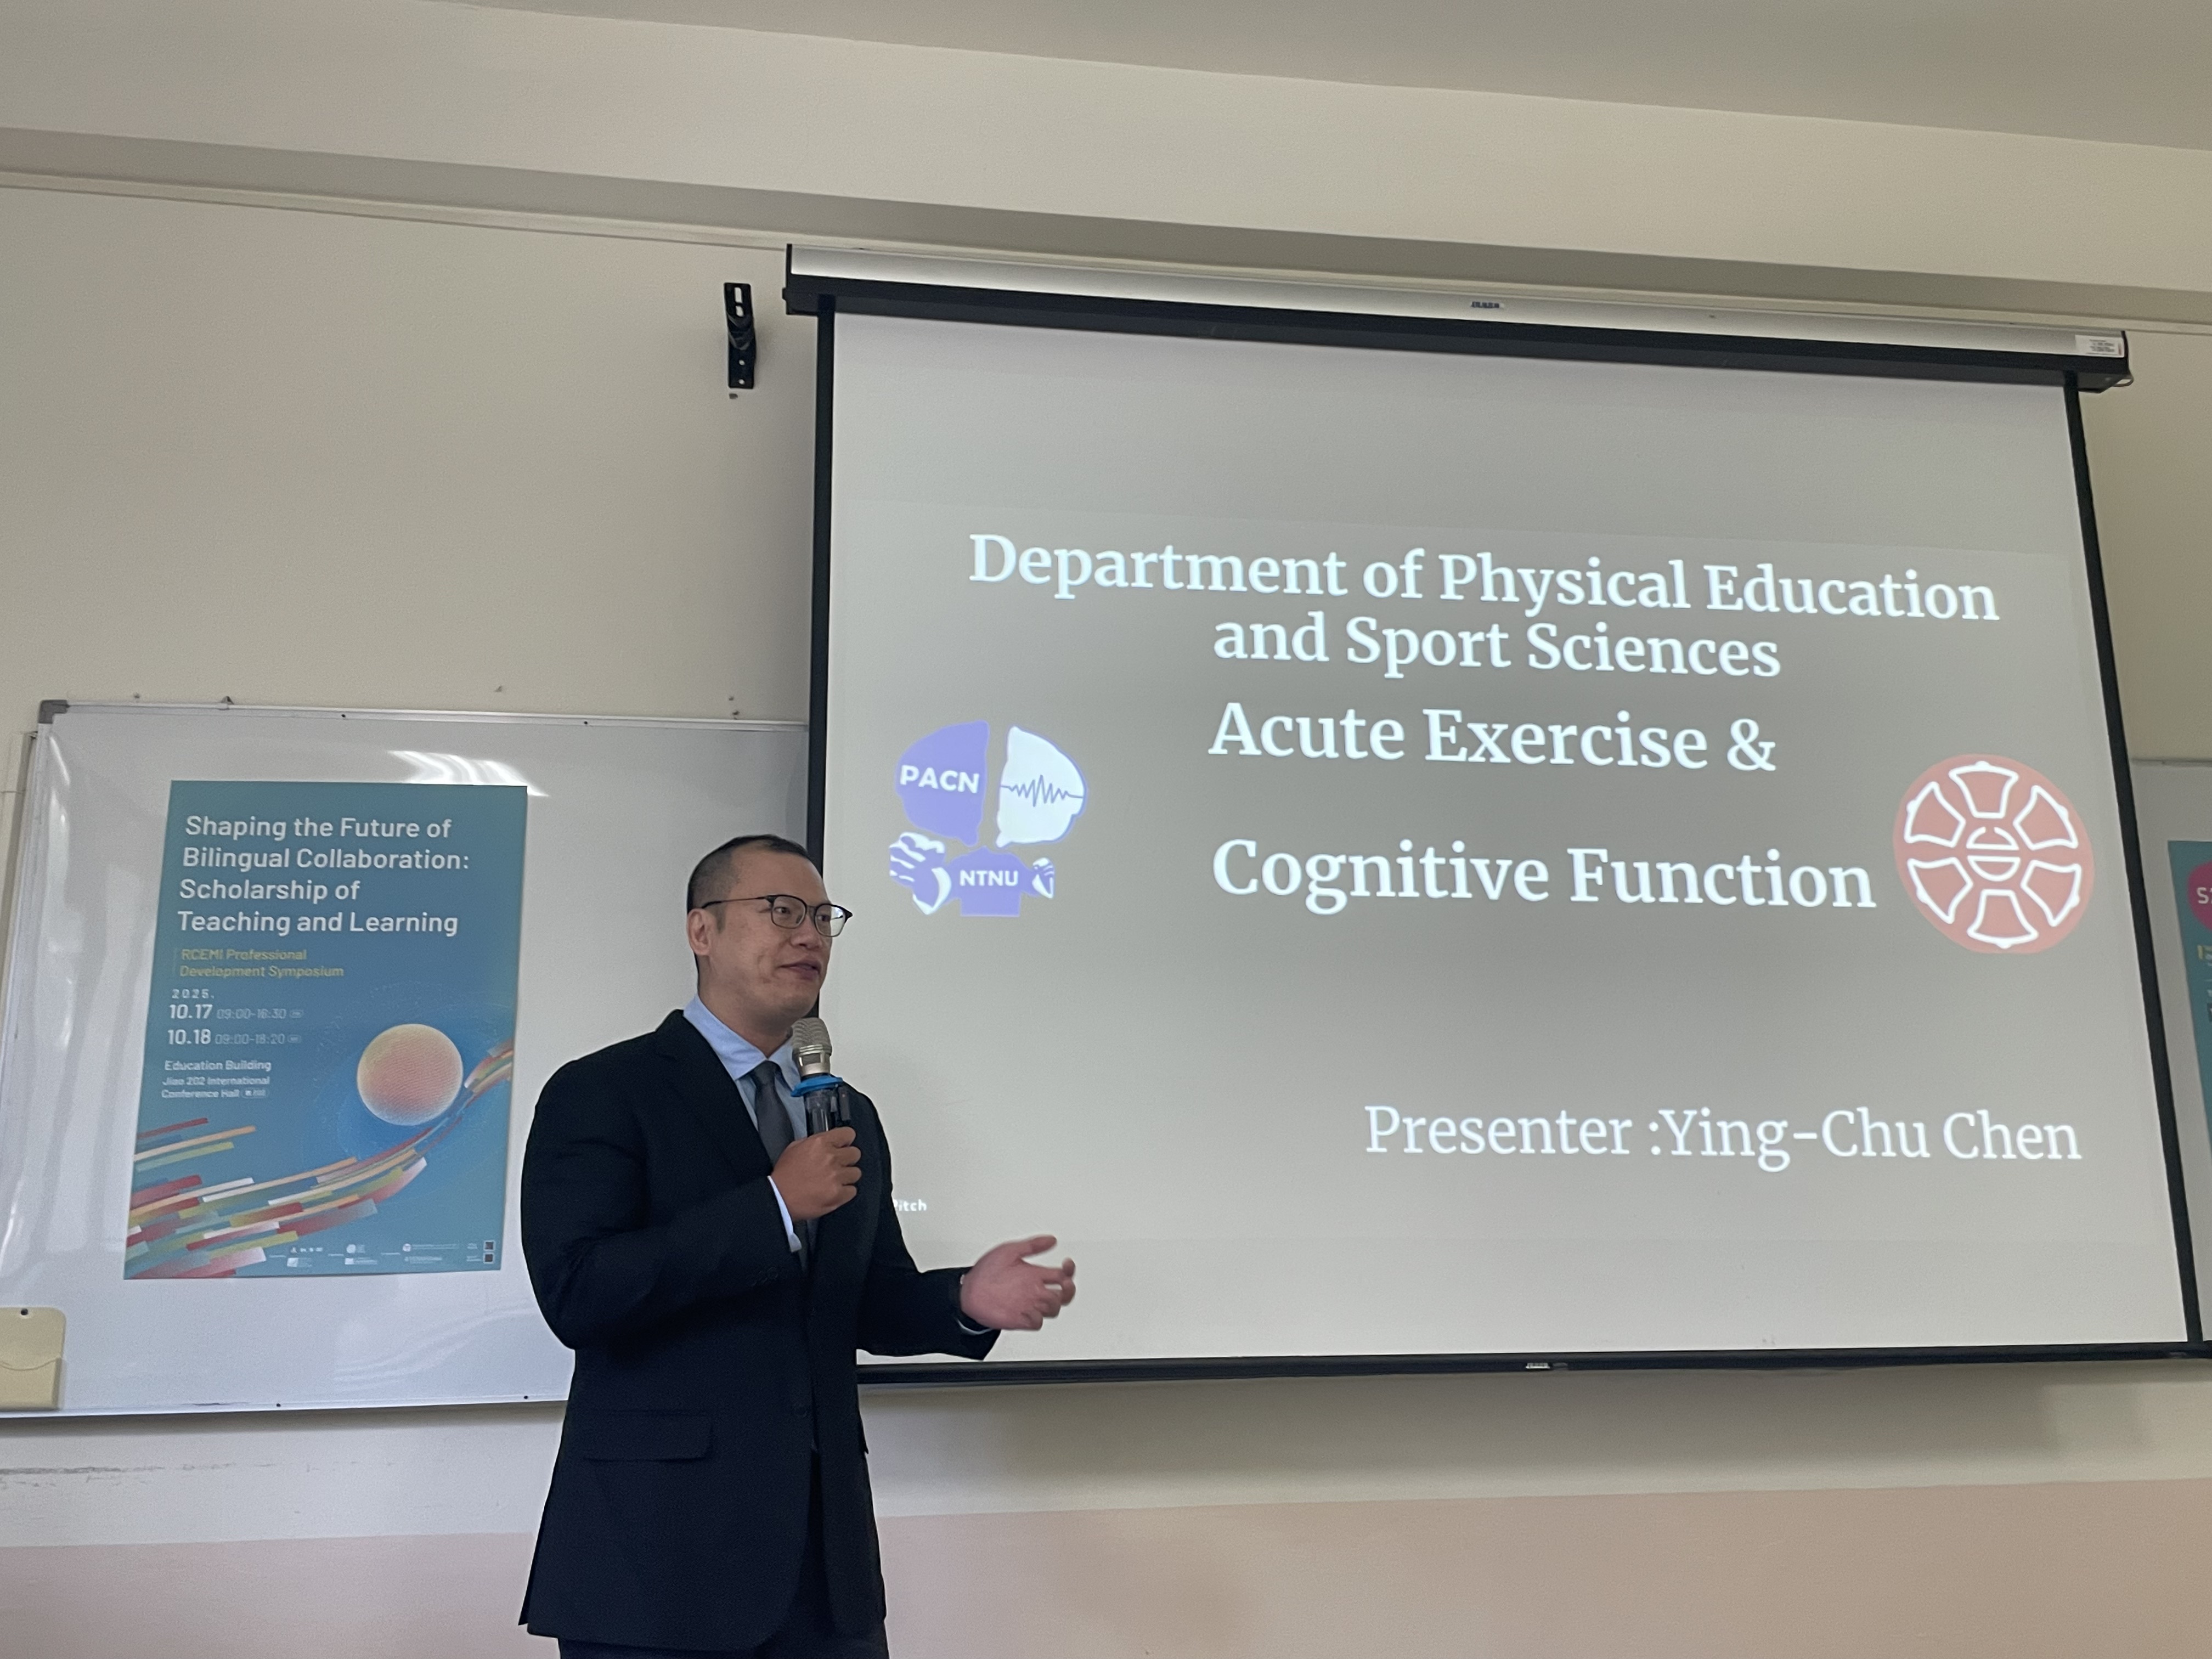 Shaping the Future of
Bilingual Collaboration:
Scholarship of
Teaching and Learning
RCEMI Professional
Development Symposium
2025.
10.17 09:00-16:30
10.18 09:00-16:20
Education Building
Jiao 202 International
Conference Hall
Department of Physical Education
and Sport Sciences
Acute Exercise &
Cognitive Function
PACN
NTNU
Presenter :Ying-Chu Chen